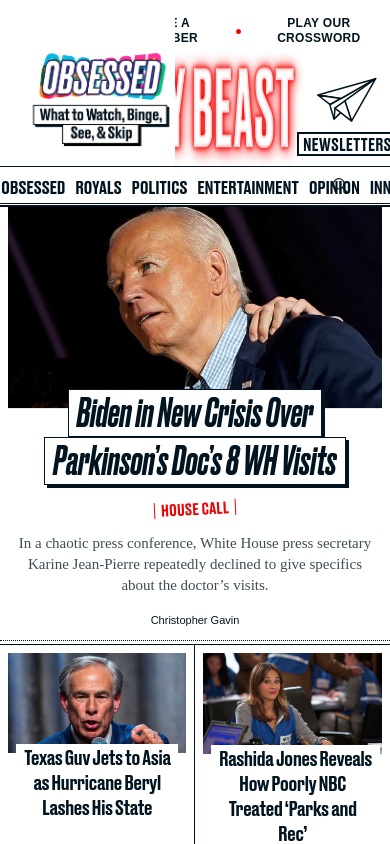 E A
BER
PLAY OUR
CROSSWORD
OBSESSED
What to Watch, Binge,
See, & Skip
Y BEAST
NEWSLETTERS
OBSESSED ROYALS POLITICS ENTERTAINMENT OPINION INN
Biden in New Crisis Over
Parkinson’s Doc’s 8 WH Visits
HOUSE CALL
In a chaotic press conference, White House press secretary
Karine Jean-Pierre repeatedly declined to give specifics
about the doctor’s visits.
Christopher Gavin
Texas Guv Jets to Asia
as Hurricane Beryl
Lashes His State
Rashida Jones Reveals
How Poorly NBC
Treated ‘Parks and
Rec’